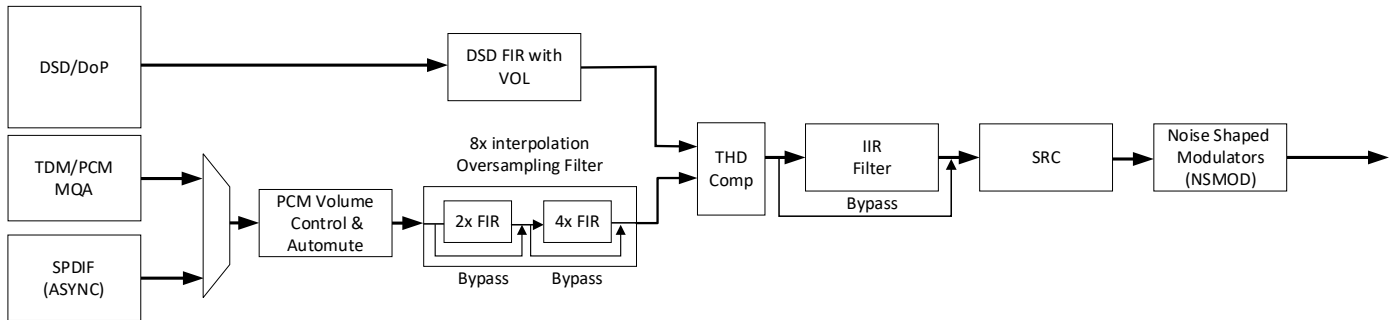 DSD/DoP
DSD FIR with
VOL
TDM/PCM
MQA
SPDIF
(ASYNC)
PCM Volume
Control &
Automute
8x interpolation
Oversampling Filter
2x FIR
4x FIR
Bypass
Bypass
THD
Comp
IIR
Filter
Bypass
SRC
Noise Shaped
Modulators
(NSMOD)